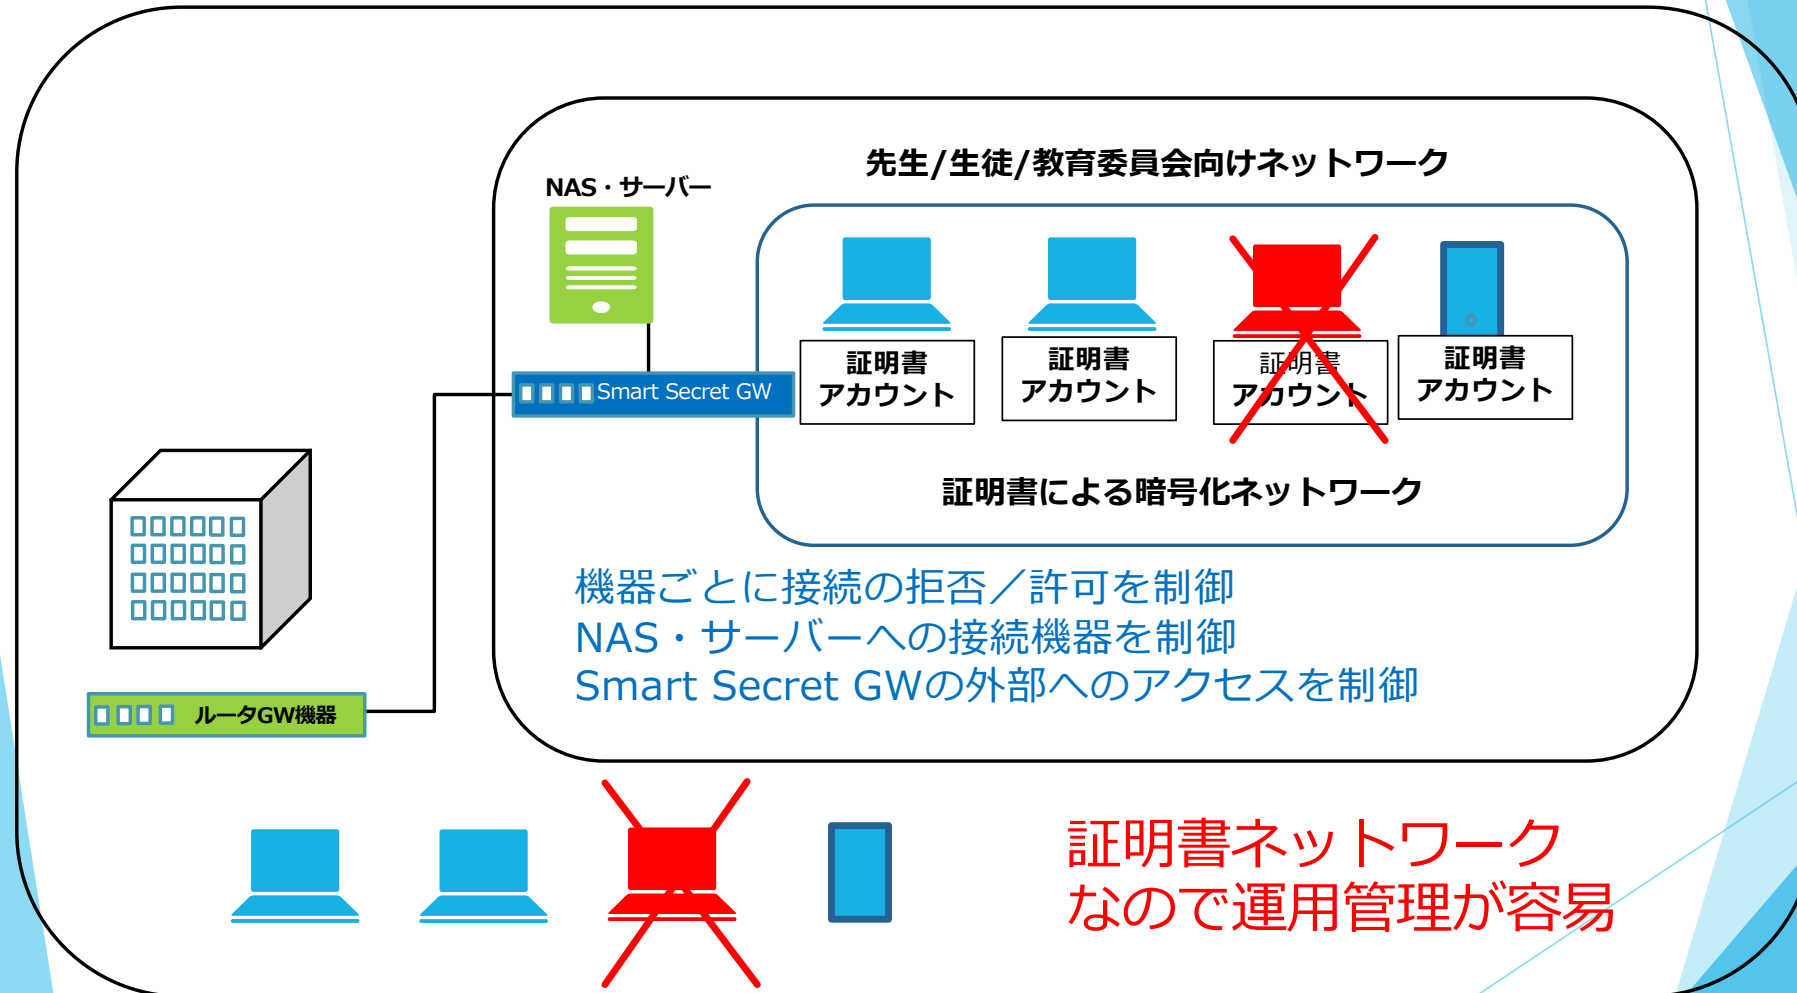 先生/生徒/教育委員会向けネットワーク
NAS・サーバー
Smart Secret GW
証明書
アカウント
証明書
アカウント
証明書
アカウント
証明書
アカウント
証明書による暗号化ネットワーク
機器ごとに接続の拒否／許可を制御
NAS・サーバーへの接続機器を制御
Smart Secret GWの外部へのアクセスを制御
ルータGW機器
証明書ネットワーク
なので運用管理が容易